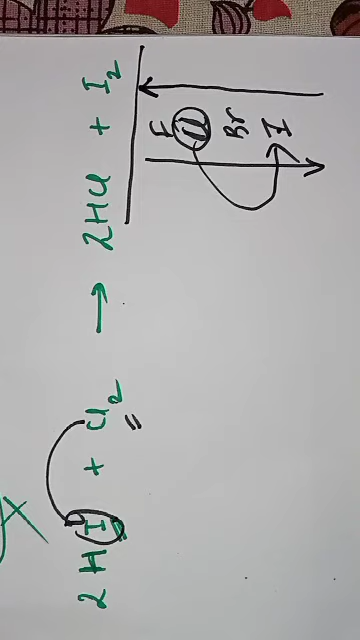 F
Cl
Br
I
2HI + Cl₂ → 2HCl + I₂